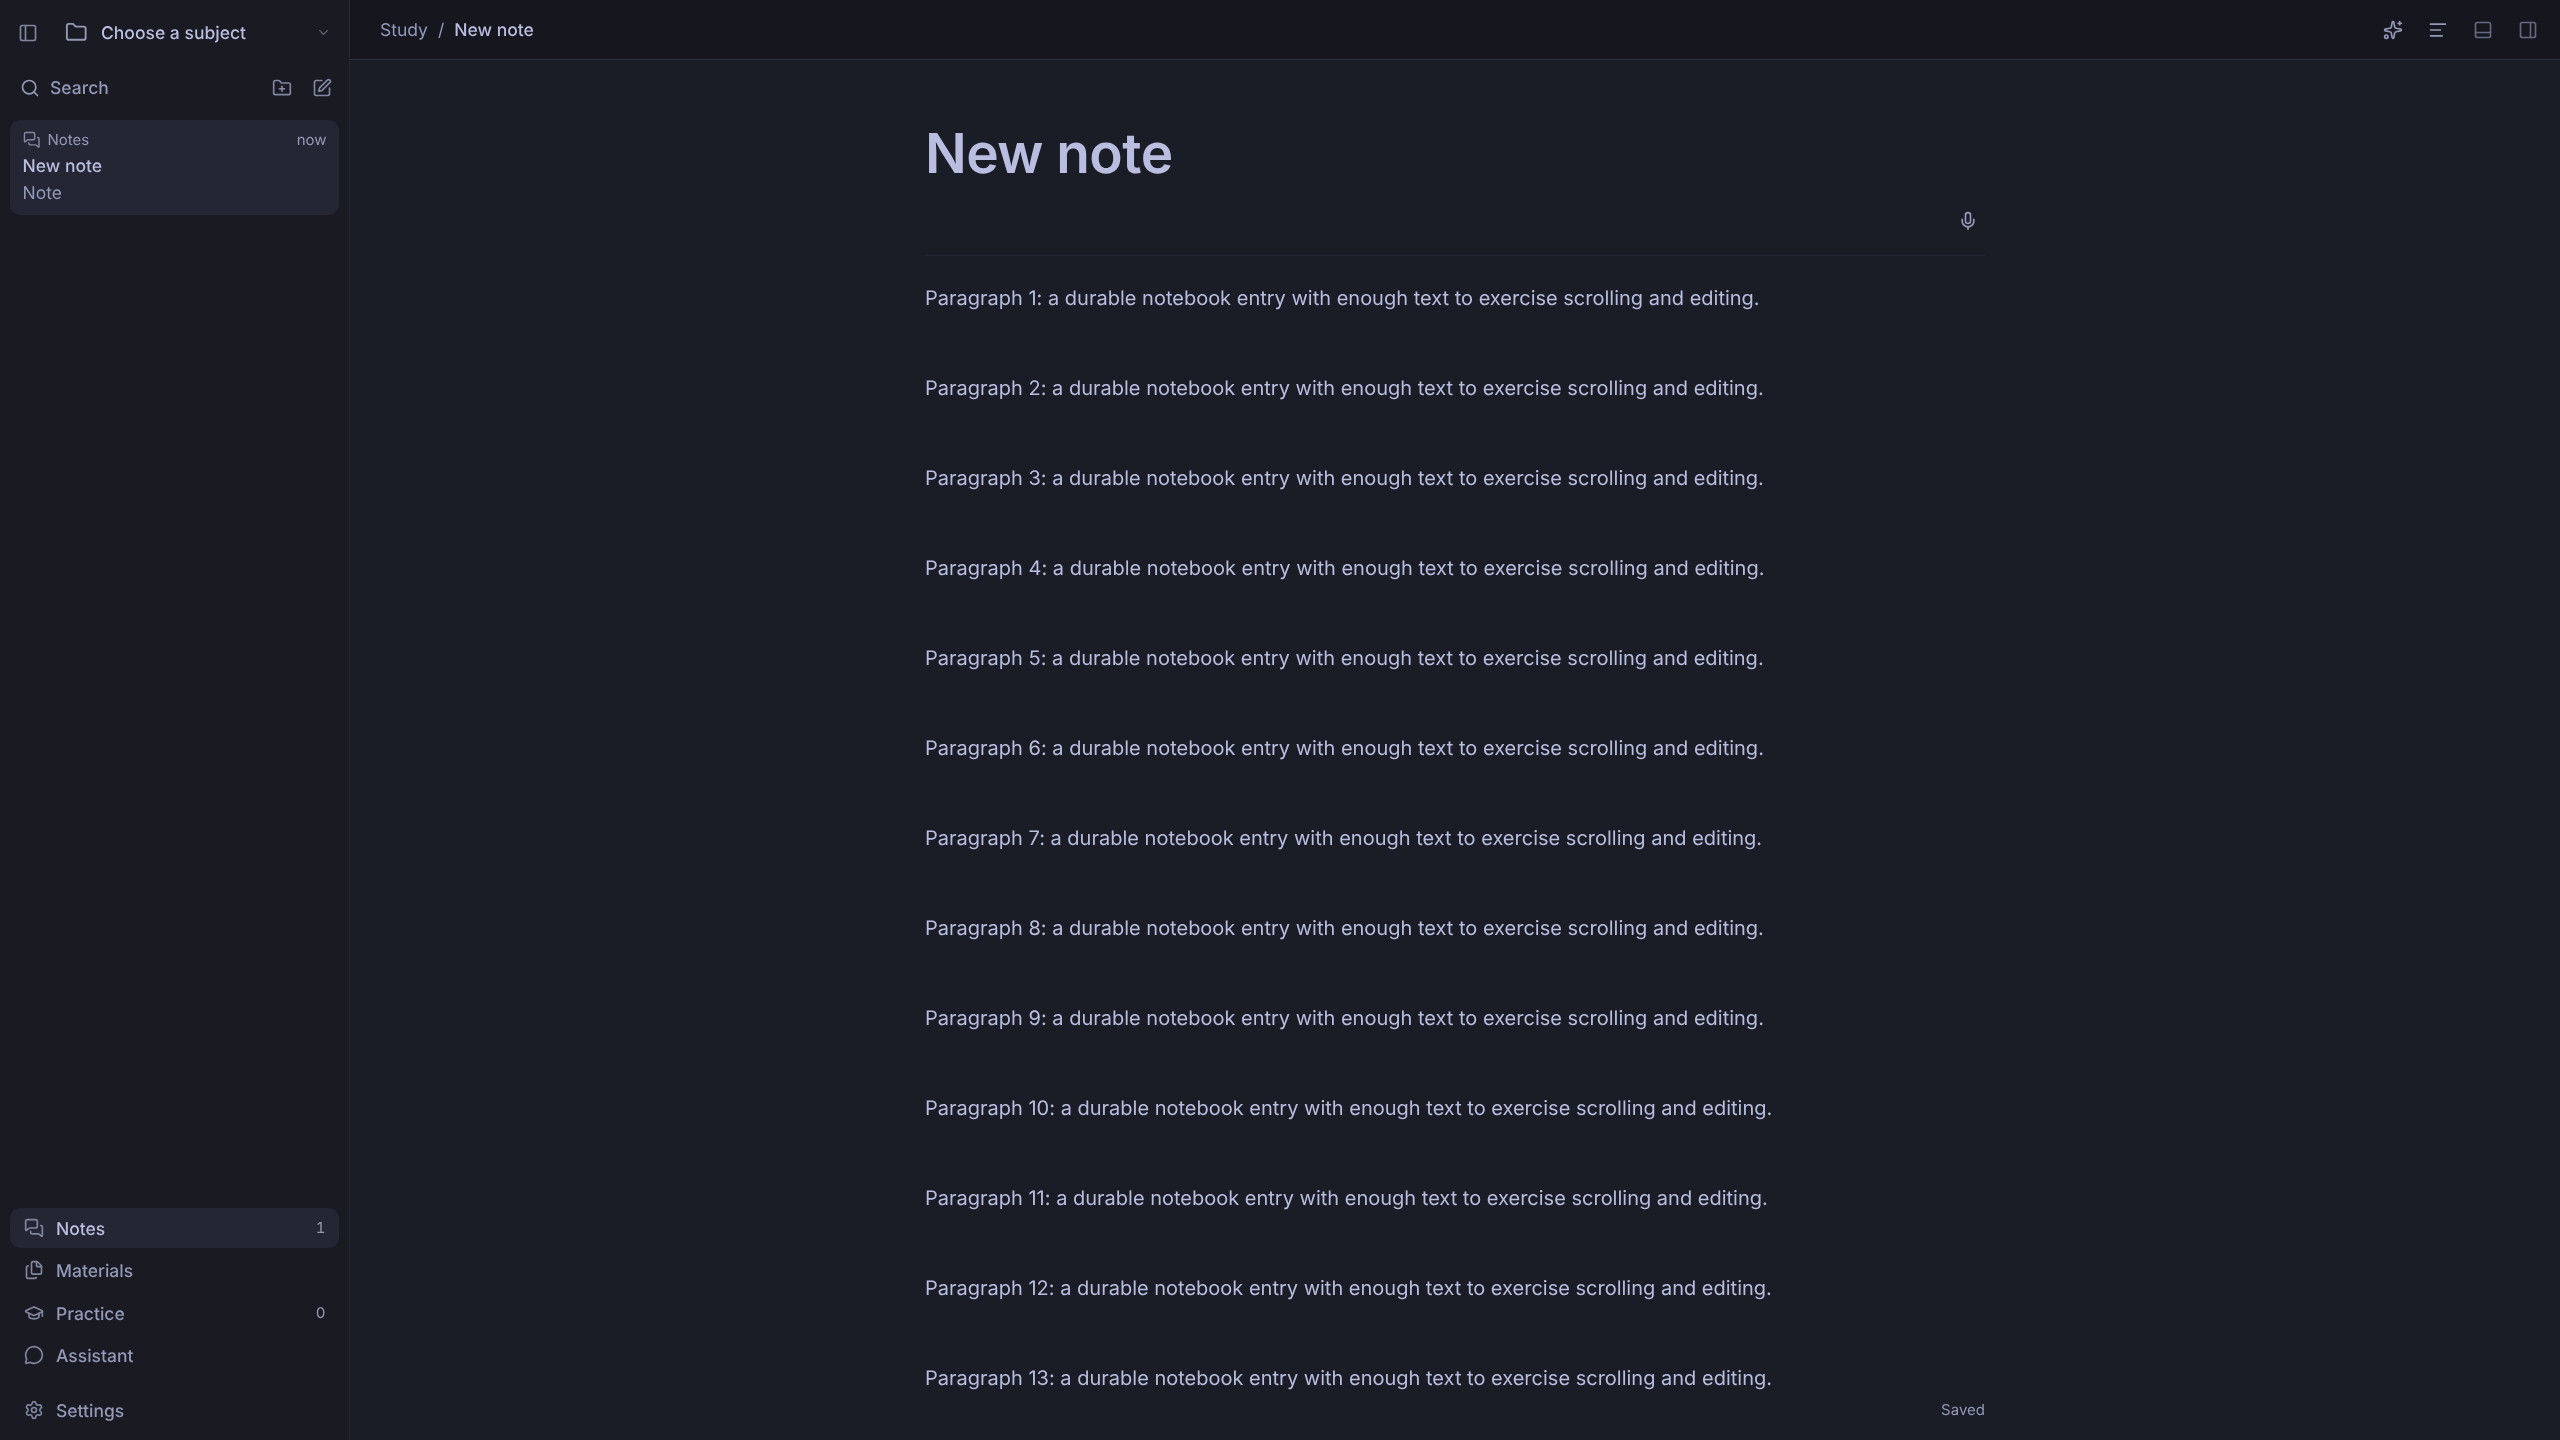 Choose a subject
Search
Notes now
New note
Note
Notes 1
Materials
Practice 0
Assistant
Settings
Study / New note
New note
Paragraph 1: a durable notebook entry with enough text to exercise scrolling and editing.
Paragraph 2: a durable notebook entry with enough text to exercise scrolling and editing.
Paragraph 3: a durable notebook entry with enough text to exercise scrolling and editing.
Paragraph 4: a durable notebook entry with enough text to exercise scrolling and editing.
Paragraph 5: a durable notebook entry with enough text to exercise scrolling and editing.
Paragraph 6: a durable notebook entry with enough text to exercise scrolling and editing.
Paragraph 7: a durable notebook entry with enough text to exercise scrolling and editing.
Paragraph 8: a durable notebook entry with enough text to exercise scrolling and editing.
Paragraph 9: a durable notebook entry with enough text to exercise scrolling and editing.
Paragraph 10: a durable notebook entry with enough text to exercise scrolling and editing.
Paragraph 11: a durable notebook entry with enough text to exercise scrolling and editing.
Paragraph 12: a durable notebook entry with enough text to exercise scrolling and editing.
Paragraph 13: a durable notebook entry with enough text to exercise scrolling and editing.
Saved